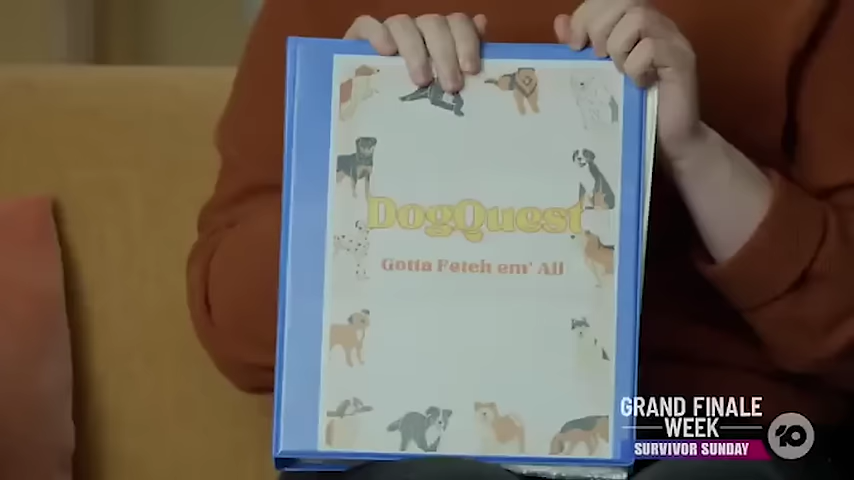 DogQuest
Gotta Fetch em' All
GRAND FINALE
WEEK
SURVIVOR SUNDAY
10